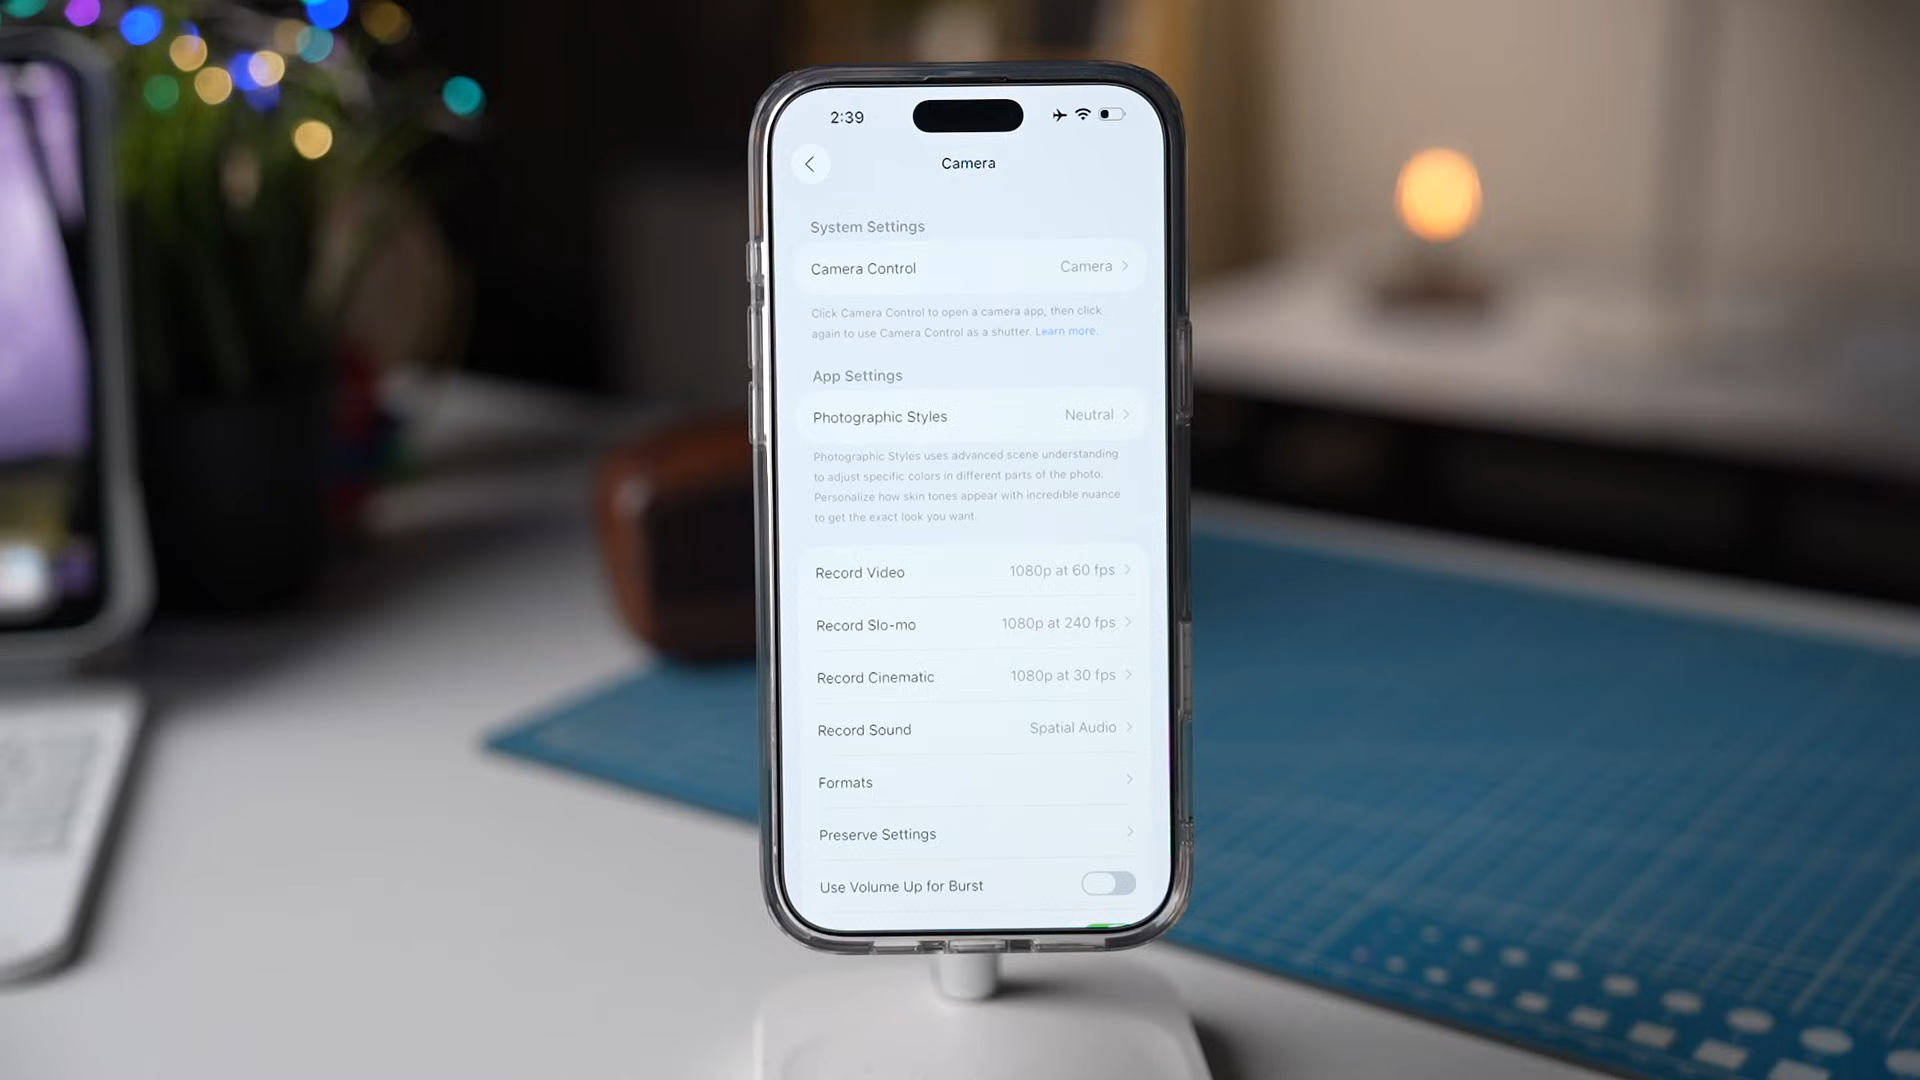 2:39
Camera
System Settings
Camera Control Camera
Click Camera Control to open a camera app, then click
again to use Camera Control as a shutter. Learn more.
App Settings
Photographic Styles Neutral
Photographic Styles uses advanced scene understanding
to adjust specific colors in different parts of the photo.
Personalize how skin tones appear with incredible nuance
to get the exact look you want.
Record Video 1080p at 60 fps
Record Slo-mo 1080p at 240 fps
Record Cinematic 1080p at 30 fps
Record Sound Spatial Audio
Formats
Preserve Settings
Use Volume Up for Burst